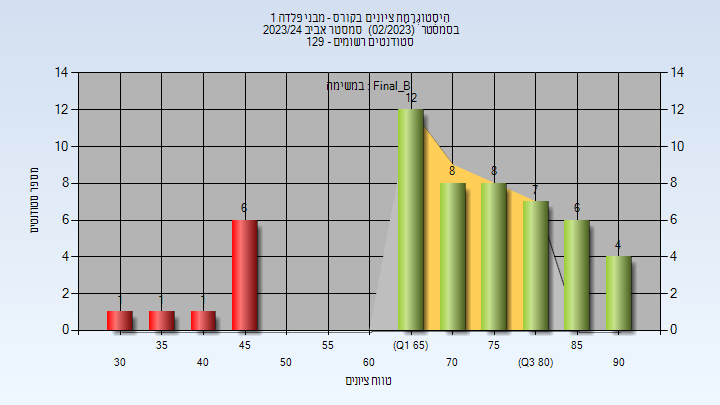 היסטוגרמת ציונים בקורס - מבני פלדה 1
בסמסטר (02/2023) סמסטר אביב 2023/24
סטודנטים רשומים - 129
במשימה : Final_B
מספר סטודנטים
14 14
12 12
10 10
8 8
6 6
4 4
2 2
0 0
1 1 1 6 12 8 8 7 6 4
35 45 55 (Q1 65) 75 85
30 40 50 60 70 (Q3 80) 90
טווח ציונים